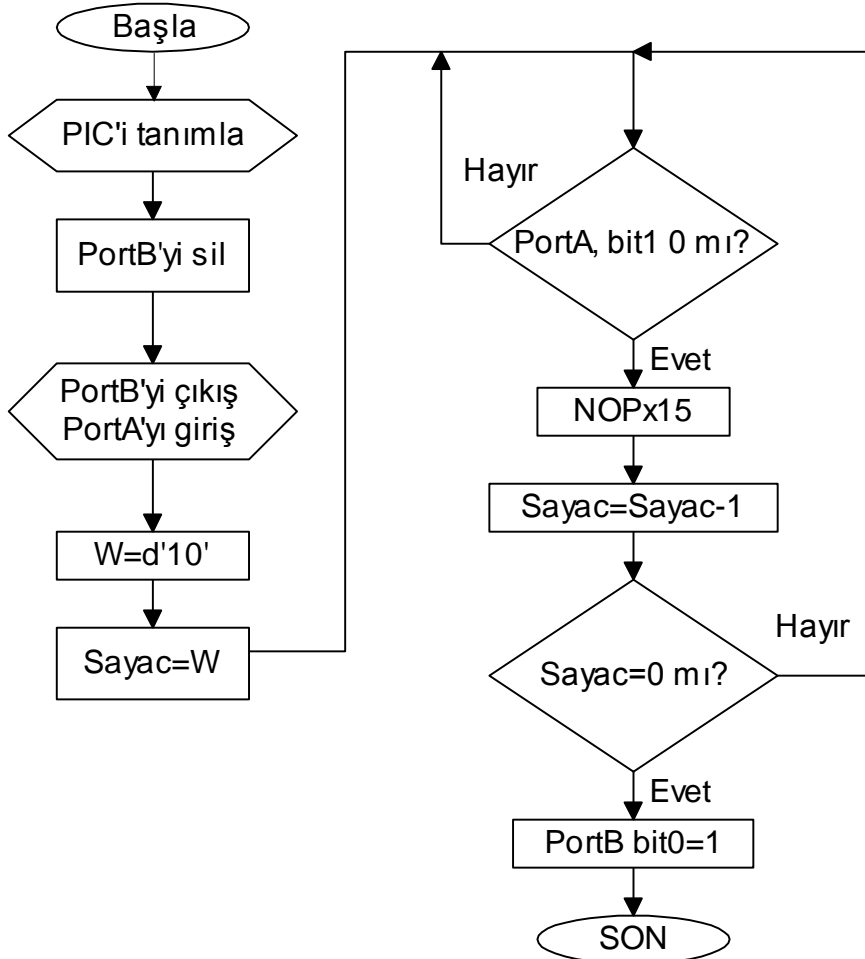 Başla
PIC'i tanımla
PortB'yi sil
PortB'yi çıkış
PortA'yı giriş
W=d'10'
Sayac=W
Hayır
PortA, bit1 0 mı?
Evet
NOPx15
Sayac=Sayac-1
Hayır
Sayac=0 mı?
Evet
PortB bit0=1
SON